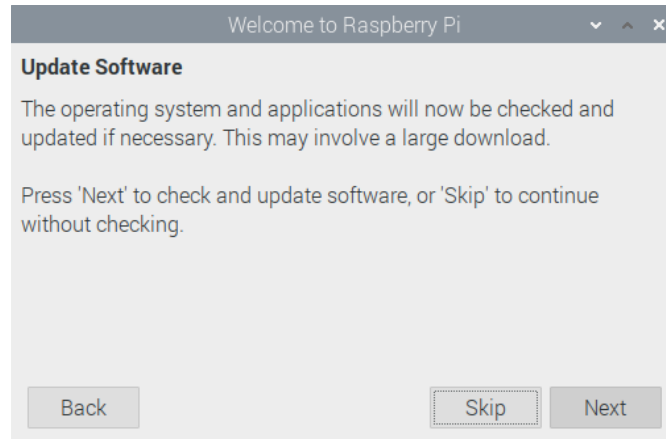 Welcome to Raspberry Pi
Update Software
The operating system and applications will now be checked and
updated if necessary. This may involve a large download.
Press 'Next' to check and update software, or 'Skip' to continue
without checking.
Back
Skip
Next